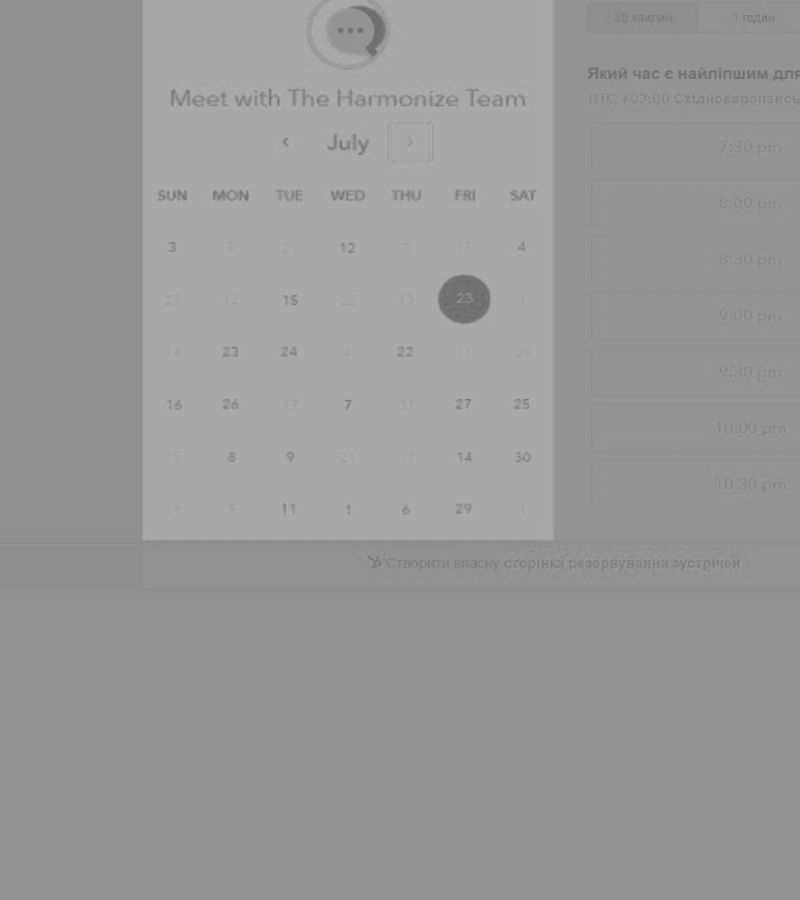 Meet with The Harmonize Team
‹ July ›
SUN MON TUE WED THU FRI SAT
3 5 21 12 3 15 4
27 12 15 22 13 23 1
14 23 24 4 22 11 29
16 26 17 7 31 27 25
15 8 9 21 17 14 30
19 11 1 6 29 1
30 хвилин 1 годин
Який час є найліпшим для
UTC +03:00 Східноєвропейсь
7:30 pm
8:00 pm
8:30 pm
9:00 pm
9:30 pm
10:00 pm
10:30 pm
Створити власну сторінка резервування зустрічей